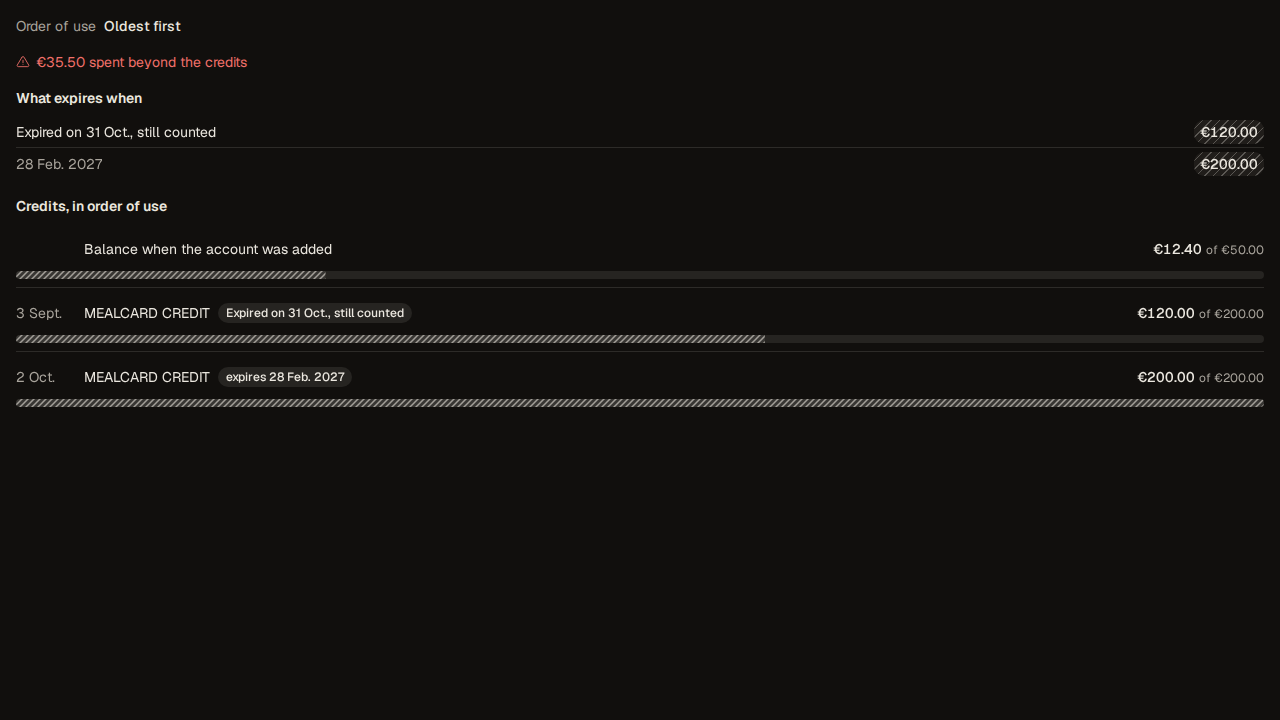 Order of use Oldest first
€35.50 spent beyond the credits
What expires when
Expired on 31 Oct., still counted €120.00
28 Feb. 2027 €200.00
Credits, in order of use
Balance when the account was added €12.40 of €50.00
3 Sept. MEALCARD CREDIT Expired on 31 Oct., still counted €120.00 of €200.00
2 Oct. MEALCARD CREDIT expires 28 Feb. 2027 €200.00 of €200.00